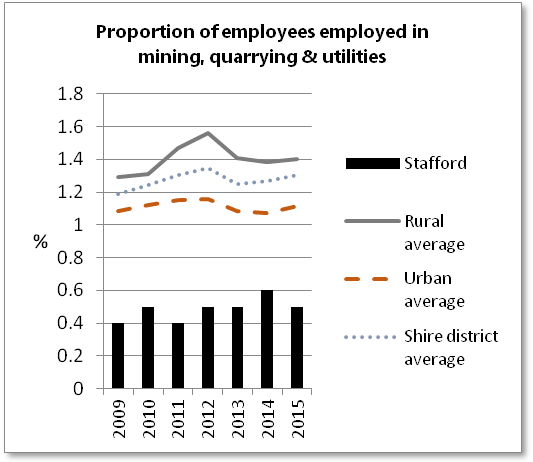 Proportion of employees employed in
mining, quarrying & utilities
1.8
1.6
1.4
1.2
1
0.8
0.6
0.4
0.2
0
%
2009 2010 2011 2012 2013 2014 2015
Stafford
Rural
average
Urban
average
Shire district
average